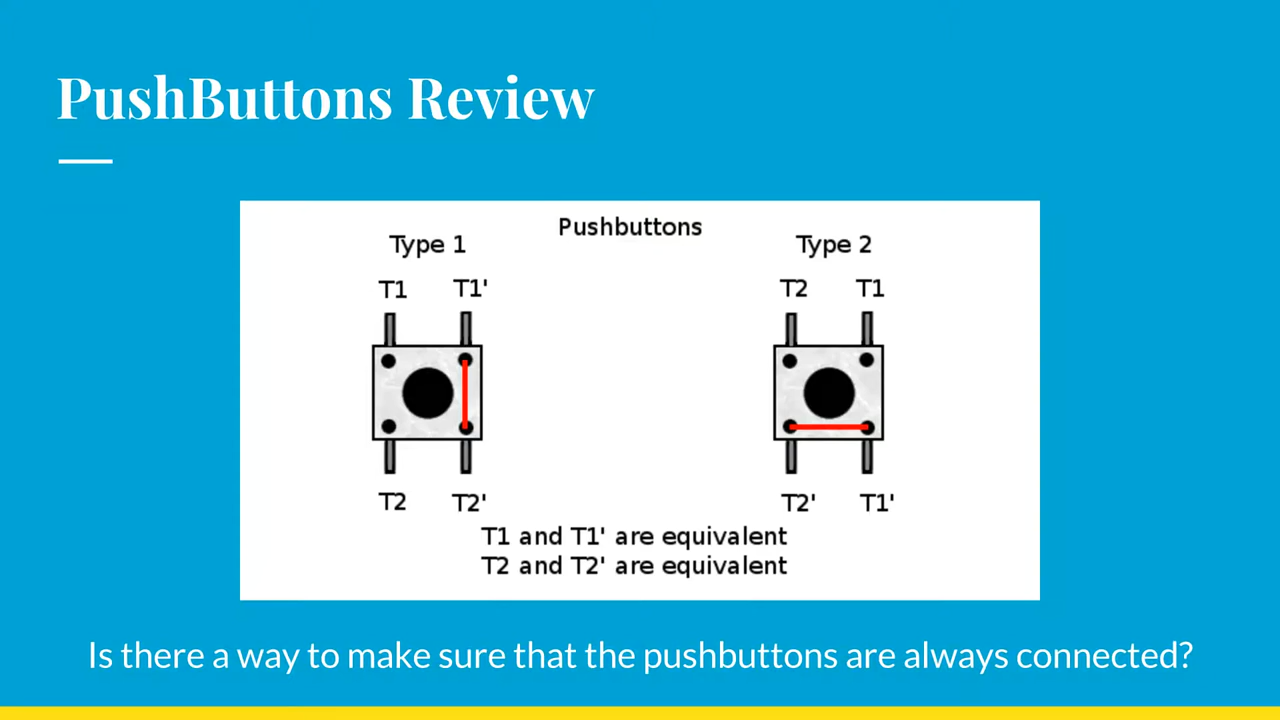 PushButtons Review
Pushbuttons
Type 1
Type 2
T1 T1'
T2 T1
T2 T2'
T2' T1'
T1 and T1' are equivalent
T2 and T2' are equivalent
Is there a way to make sure that the pushbuttons are always connected?